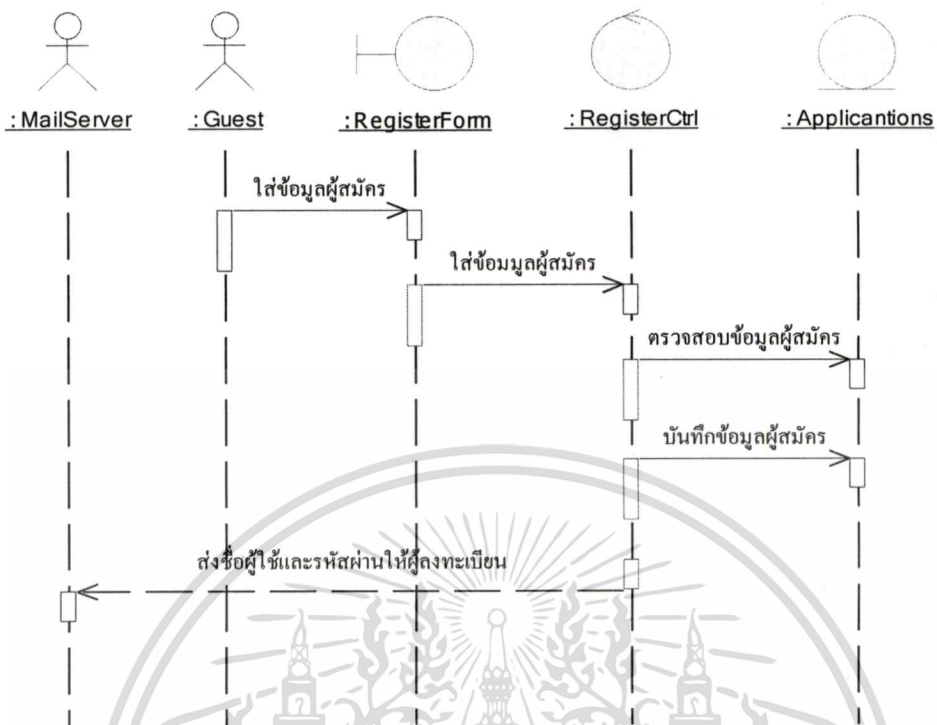 : MailServer
: Guest
: RegisterForm
: RegisterCtrl
: Applicantions
ใส่ข้อมูลผู้สมัคร
ใส่ข้อมมูลผู้สมัคร
ตรวจสอบข้อมูลผู้สมัคร
บันทึกข้อมูลผู้สมัคร
ส่งชื่อผู้ใช้และรหัสผ่านให้ผู้ลงทะเบียน